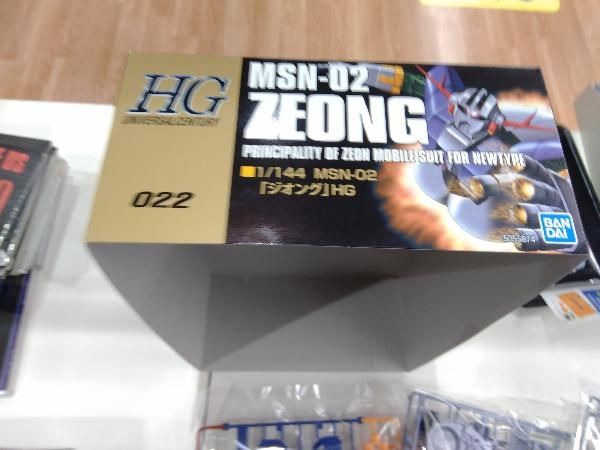 HG
UNIVERSAL CENTURY
022
MSN-02
ZEONG
PRINCIPALITY OF ZEON MOBILE SUIT FOR NEWTYPE
1/144 MSN-02
「ジオング」HG
BAN
DAI
5055874